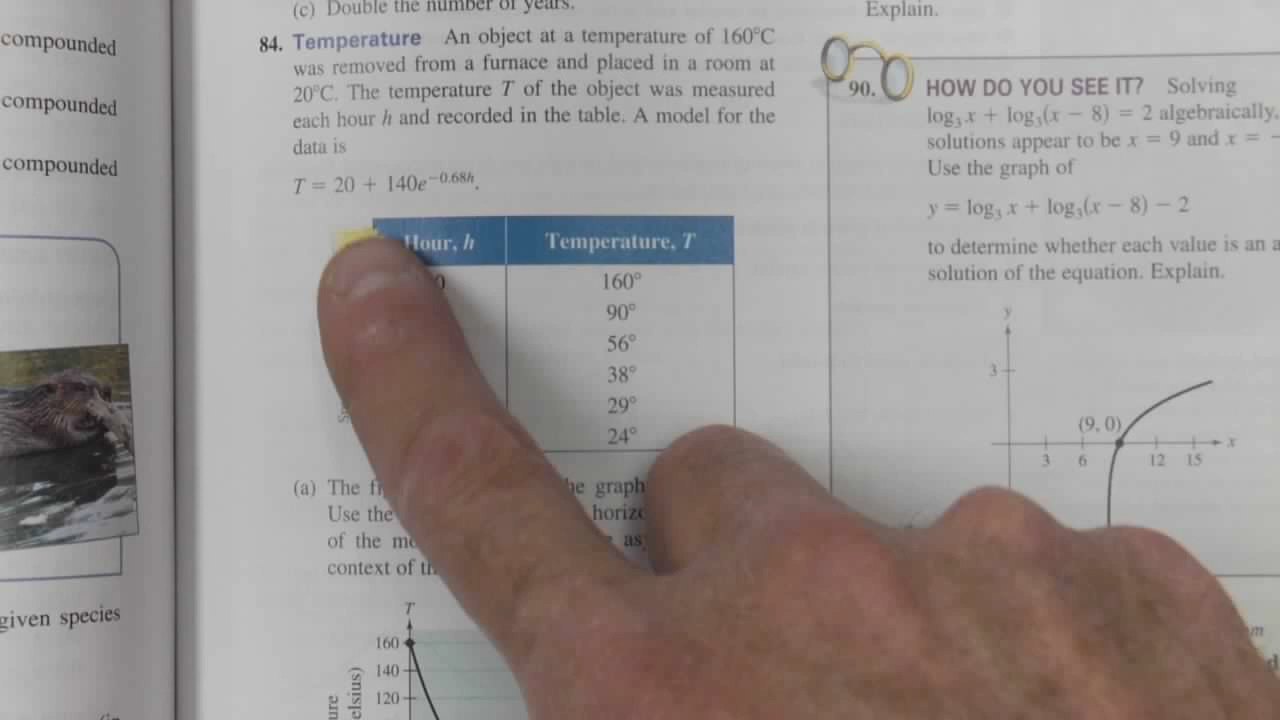 compounded
compounded
compounded
given species
(c) Double the number of years.
84. Temperature An object at a temperature of 160°C
was removed from a furnace and placed in a room at
20°C. The temperature T of the object was measured
each hour h and recorded in the table. A model for the
data is
T = 20 + 140e^{-0.68h}.
Hour, h Temperature, T
0 160°
90°
56°
38°
29°
24°
(a) The
he graph
Use the
of the
context of
T
160
140
120
Explain.
90. HOW DO YOU SEE IT? Solving
log₃ x + log₃(x − 8) = 2 algebraically,
solutions appear to be x = 9 and x = −
Use the graph of
y = log₃ x + log₃(x − 8) − 2
to determine whether each value is an a
solution of the equation. Explain.
y
3
(9, 0)
x
3 6 12 15